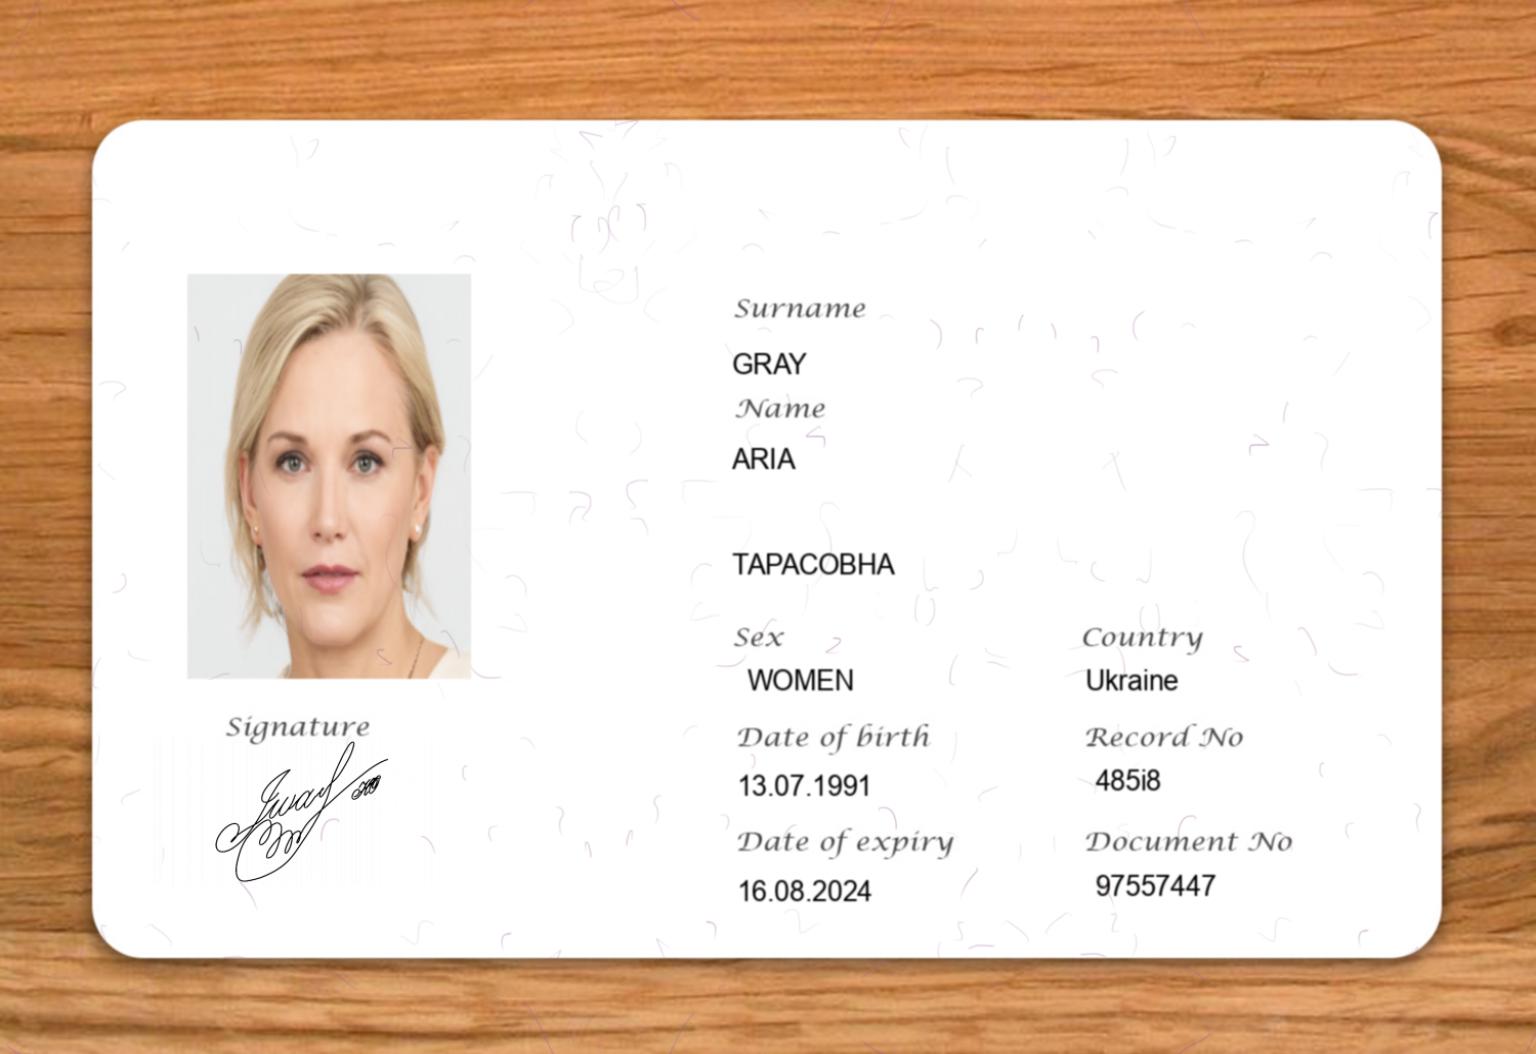 Surname
GRAY
Name
ARIA
TAPACOBHA
Sex
WOMEN
Country
Ukraine
Date of birth
13.07.1991
Record No
485i8
Date of expiry
16.08.2024
Document No
97557447
Signature